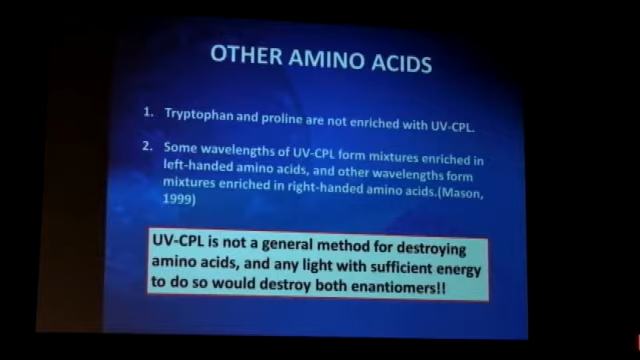 OTHER AMINO ACIDS
1. Tryptophan and proline are not enriched with UV-CPL.
2. Some wavelengths of UV-CPL form mixtures enriched in
left-handed amino acids, and other wavelengths form
mixtures enriched in right-handed amino acids.(Mason,
1999)
UV-CPL is not a general method for destroying
amino acids, and any light with sufficient energy
to do so would destroy both enantiomers!!